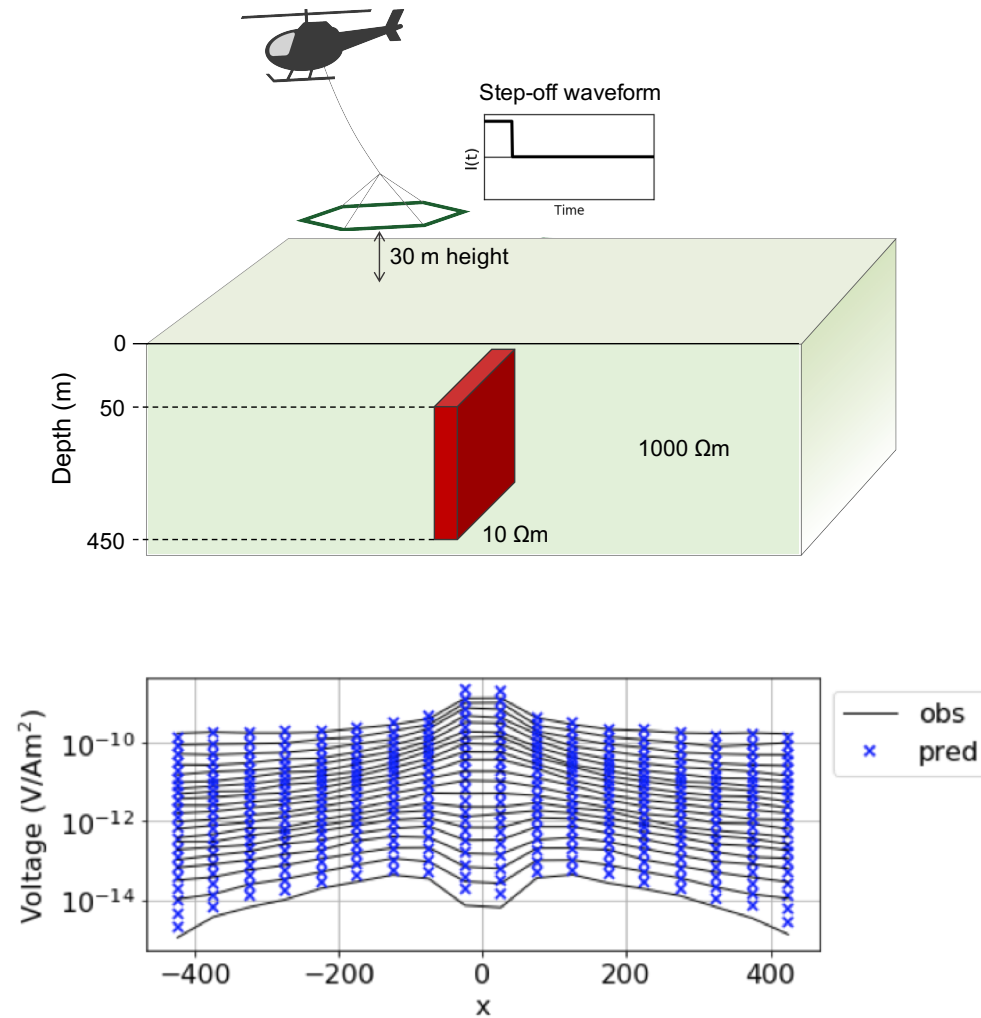 Step-off waveform
I(t)
Time
30 m height
0
50
450
Depth (m)
1000 Ωm
10 Ωm
10⁻¹⁰
10⁻¹²
10⁻¹⁴
Voltage (V/Am²)
−400 −200 0 200 400
x
obs
pred